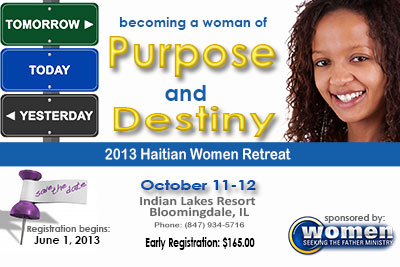 TOMORROW ►
TODAY
◄ YESTERDAY
becoming a woman of
Purpose
and
Destiny
2013 Haitian Women Retreat
save the date
Registration begins:
June 1, 2013
October 11-12
Indian Lakes Resort
Bloomingdale, IL
Phone: (847) 934-5716
Early Registration: $165.00
sponsored by:
women
SEEKING THE FATHER MINISTRY